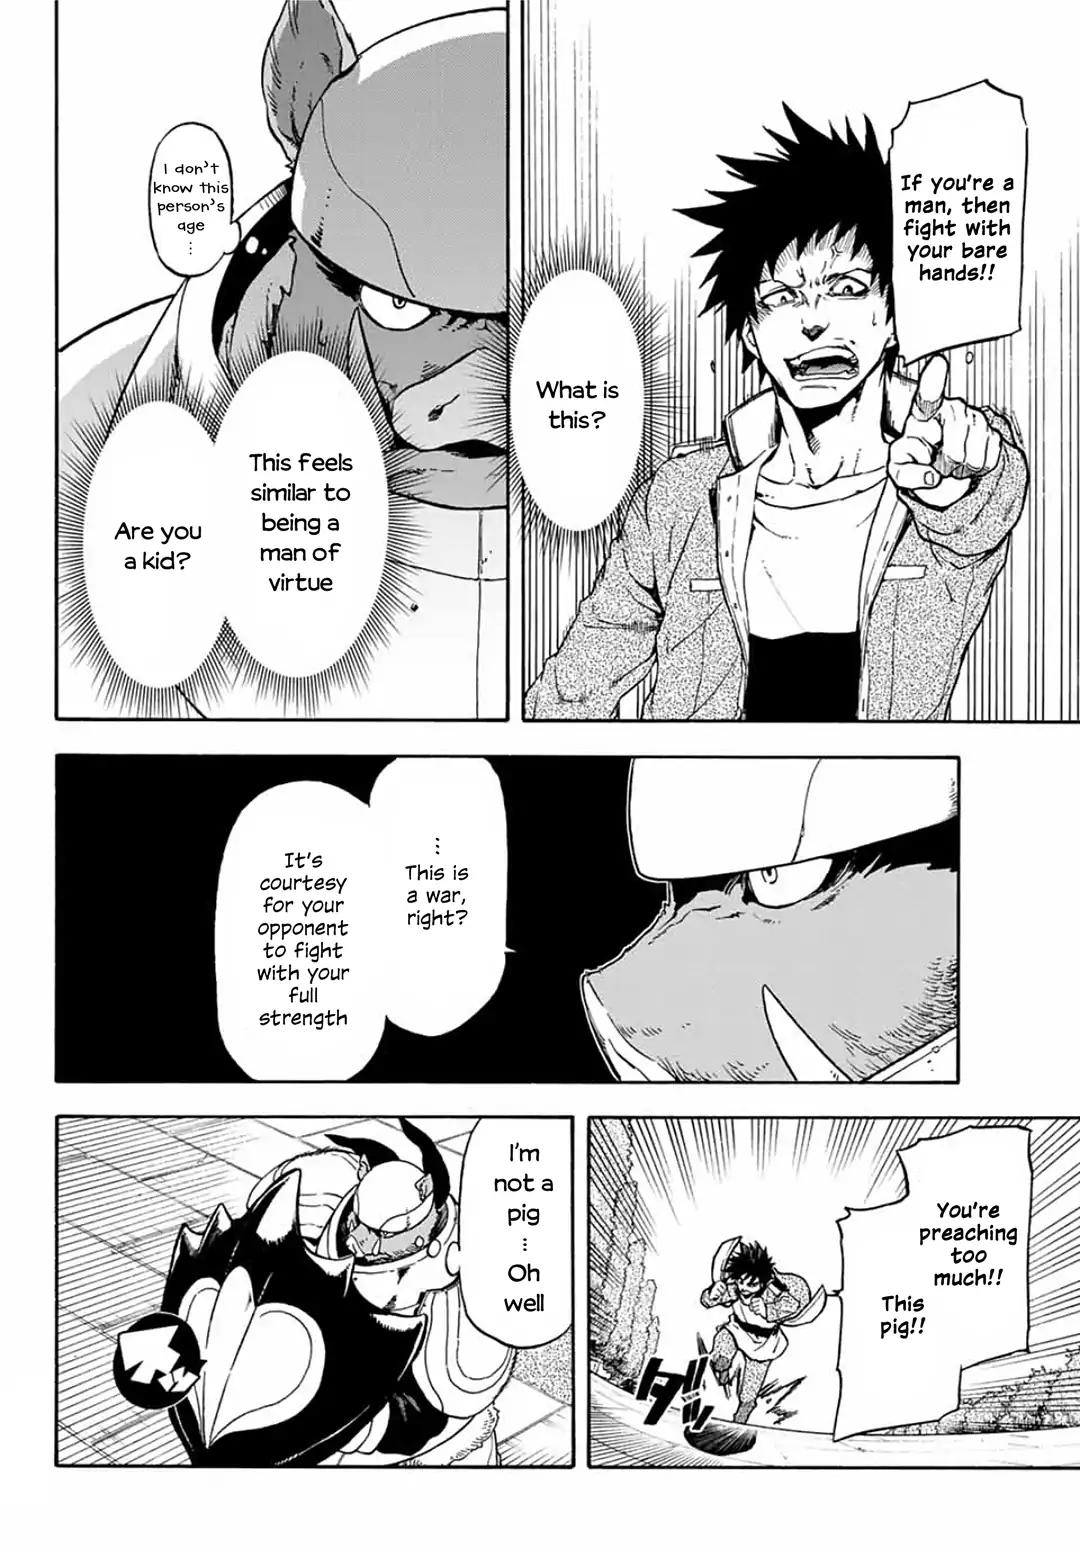 If you're a
man, then
fight with
your bare
hands!!
What is
this?
This feels
similar to
being a
man of
virtue
Are you
a kid?
I don't
know this
person's
age
...
...
This is
a war,
right?
It's
courtesy
for your
opponent
to fight
with your
full
strength
You're
preaching
too
much!!
This
pig!!
ダッ
I'm
not a
pig
...
Oh
well